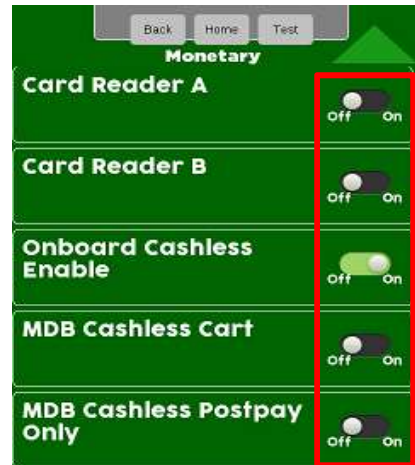 Back Home Test
Monetary
Card Reader A
Off On
Card Reader B
Off On
Onboard Cashless
Enable
Off On
MDB Cashless Cart
Off On
MDB Cashless Postpay
Only
Off On